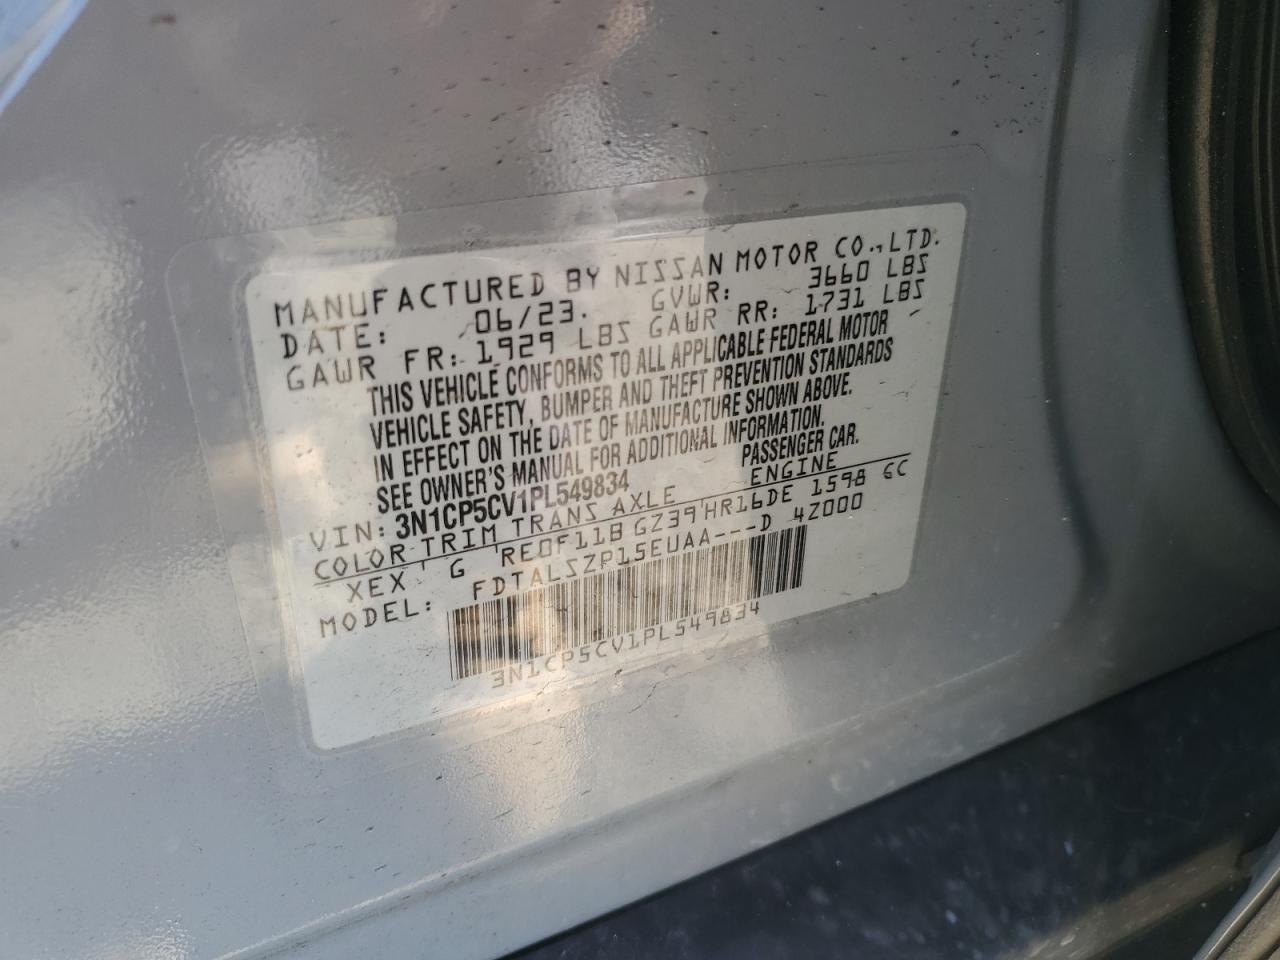 MANUFACTURED BY NISSAN MOTOR CO.,LTD.
DATE: 06/23. GVWR: 3660 LBS
GAWR FR: 1929 LBS GAWR RR: 1731 LBS
THIS VEHICLE CONFORMS TO ALL APPLICABLE FEDERAL MOTOR
VEHICLE SAFETY, BUMPER AND THEFT PREVENTION STANDARDS
IN EFFECT ON THE DATE OF MANUFACTURE SHOWN ABOVE.
SEE OWNER'S MANUAL FOR ADDITIONAL INFORMATION.
VIN: 3N1CP5CV1PL549834 PASSENGER CAR.
COLOR TRIM TRANS AXLE ENGINE
XEX G RE0F11B GZ39 HR16DE 1598 CC
MODEL: FDTALSZP15EUAA---D 4Z000
3N1CP5CV1PL549834